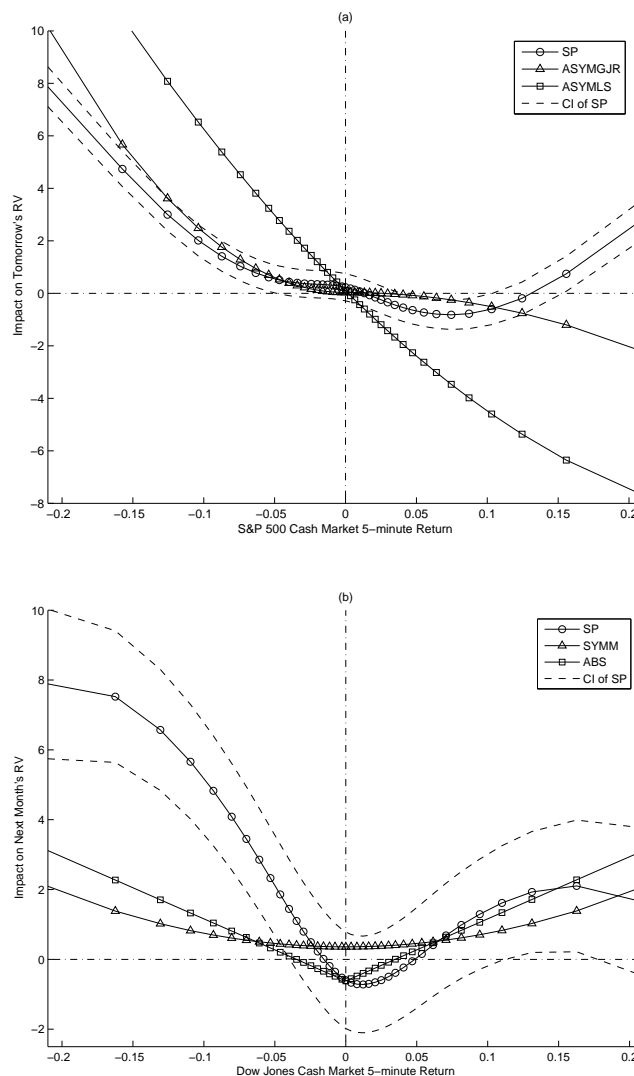 (a)
10
8
6
4
2
0
−2
−4
−6
−8
Impact on Tomorrow's RV
SP
ASYMGJR
ASYMLS
CI of SP
−0.2 −0.15 −0.1 −0.05 0 0.05 0.1 0.15 0.2
S&P 500 Cash Market 5−minute Return
(b)
10
8
6
4
2
0
−2
Impact on Next Month's RV
SP
SYMM
ABS
CI of SP
−0.2 −0.15 −0.1 −0.05 0 0.05 0.1 0.15 0.2
Dow Jones Cash Market 5−minute Return